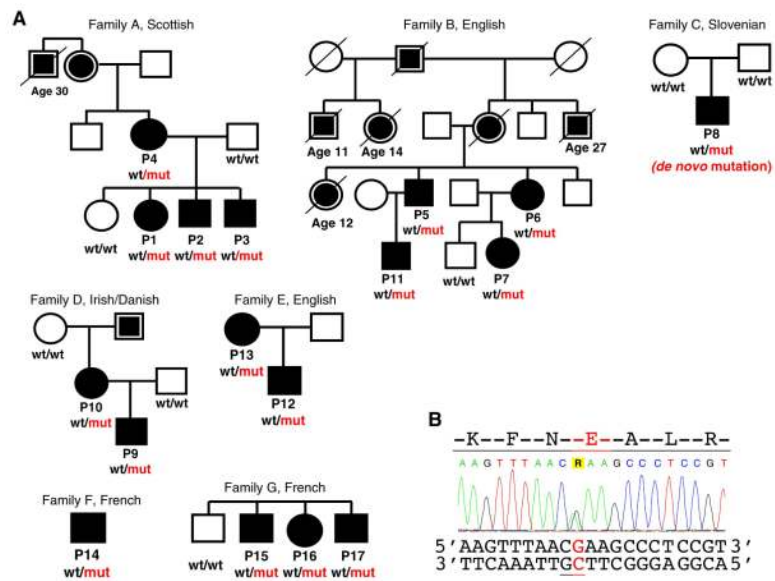 A
Family A, Scottish
Age 30
P4
wt/mut
wt/wt
wt/wt
P1
wt/mut
P2
wt/mut
P3
wt/mut
Family B, English
Age 11
Age 14
Age 27
Age 12
P5
wt/mut
P6
wt/mut
P11
wt/mut
wt/wt
P7
wt/mut
Family C, Slovenian
wt/wt
wt/wt
P8
wt/mut
(de novo mutation)
Family D, Irish/Danish
wt/wt
P10
wt/mut
wt/wt
P9
wt/mut
Family E, English
P13
wt/mut
P12
wt/mut
Family F, French
P14
wt/mut
Family G, French
wt/wt
P15
wt/mut
P16
wt/mut
P17
wt/mut
B
-K--F--N--E--A--L--R-
AAGTTTAACRAAGCCCTCCGT
5' AAGTTTAACGAAGCCCTCCGT 3'
3' TTCAAATTGCTTCGGGAGGCA 5'